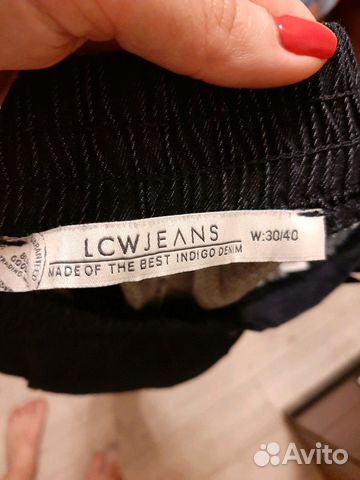 LCWJEANS
W:30/40
MADE OF THE BEST INDIGO DENIM
Avito